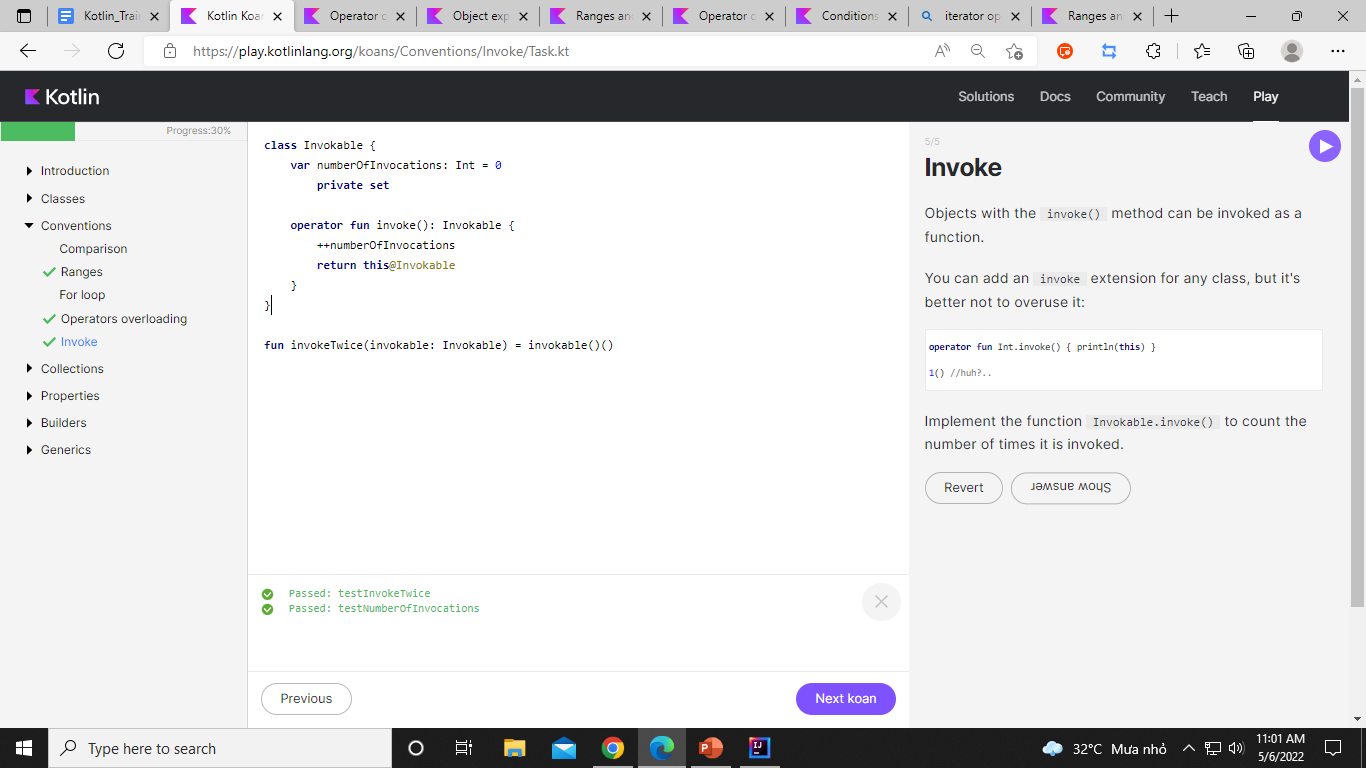 Kotlin_Trai
Kotlin Koan
Operator o
Object exp
Ranges an
Operator o
Conditions
iterator op
Ranges an
https://play.kotlinlang.org/koans/Conventions/Invoke/Task.kt
Kotlin
Solutions
Docs
Community
Teach
Play
Progress:30%
Introduction
Classes
Conventions
Comparison
Ranges
For loop
Operators overloading
Invoke
Collections
Properties
Builders
Generics
class Invokable {
var numberOfInvocations: Int = 0
private set
operator fun invoke(): Invokable {
++numberOfInvocations
return this@Invokable
}
}
fun invokeTwice(invokable: Invokable) = invokable()()
Passed: testInvokeTwice
Passed: testNumberOfInvocations
Previous
Next koan
5/5
Invoke
Objects with the invoke() method can be invoked as a
function.
You can add an invoke extension for any class, but it's
better not to overuse it:
operator fun Int.invoke() { println(this) }
1() //huh?..
Implement the function Invokable.invoke() to count the
number of times it is invoked.
Revert
Show answer
Type here to search
32°C Mưa nhỏ
11:01 AM
5/6/2022